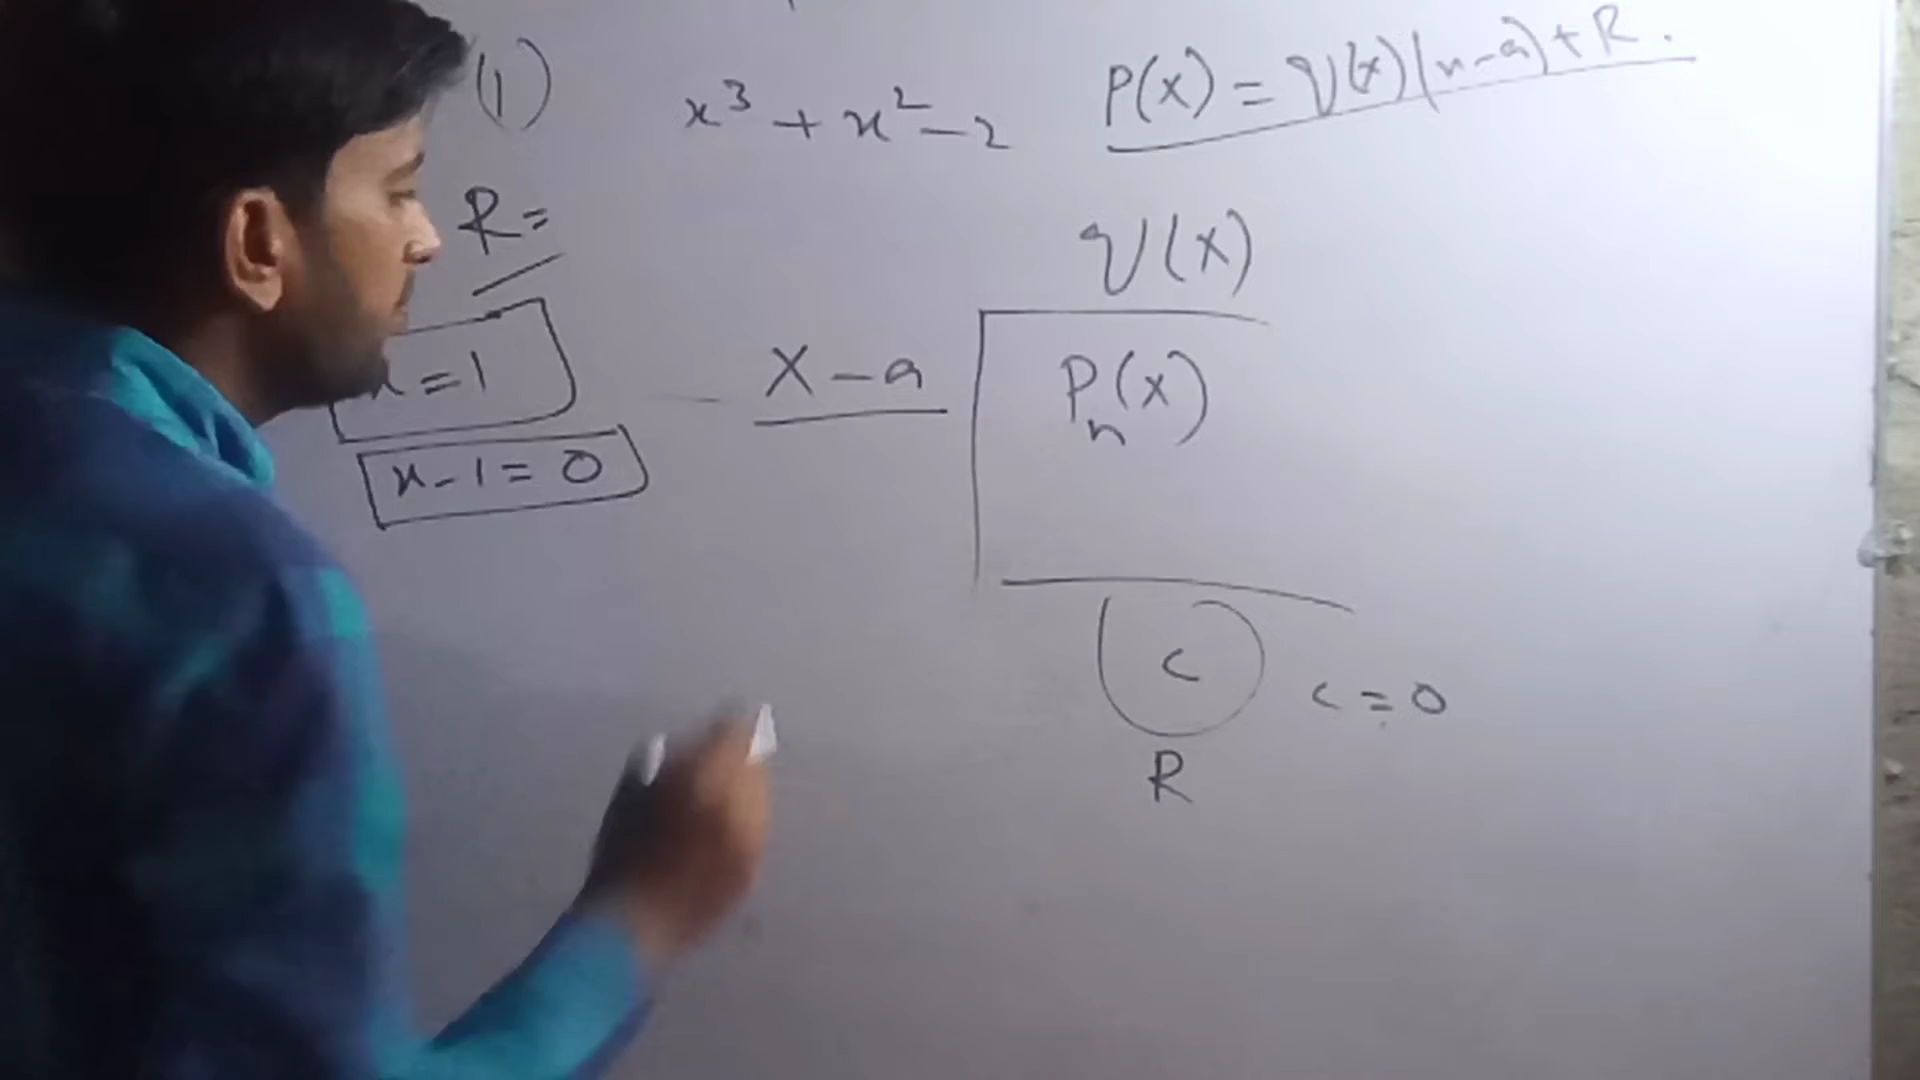 (1) x³ + x² - 2
P(x) = q(x)(x-a) + R.
R =
x = 1
x - 1 = 0
q(x)
x - a
Pₙ(x)
c
c = 0
R